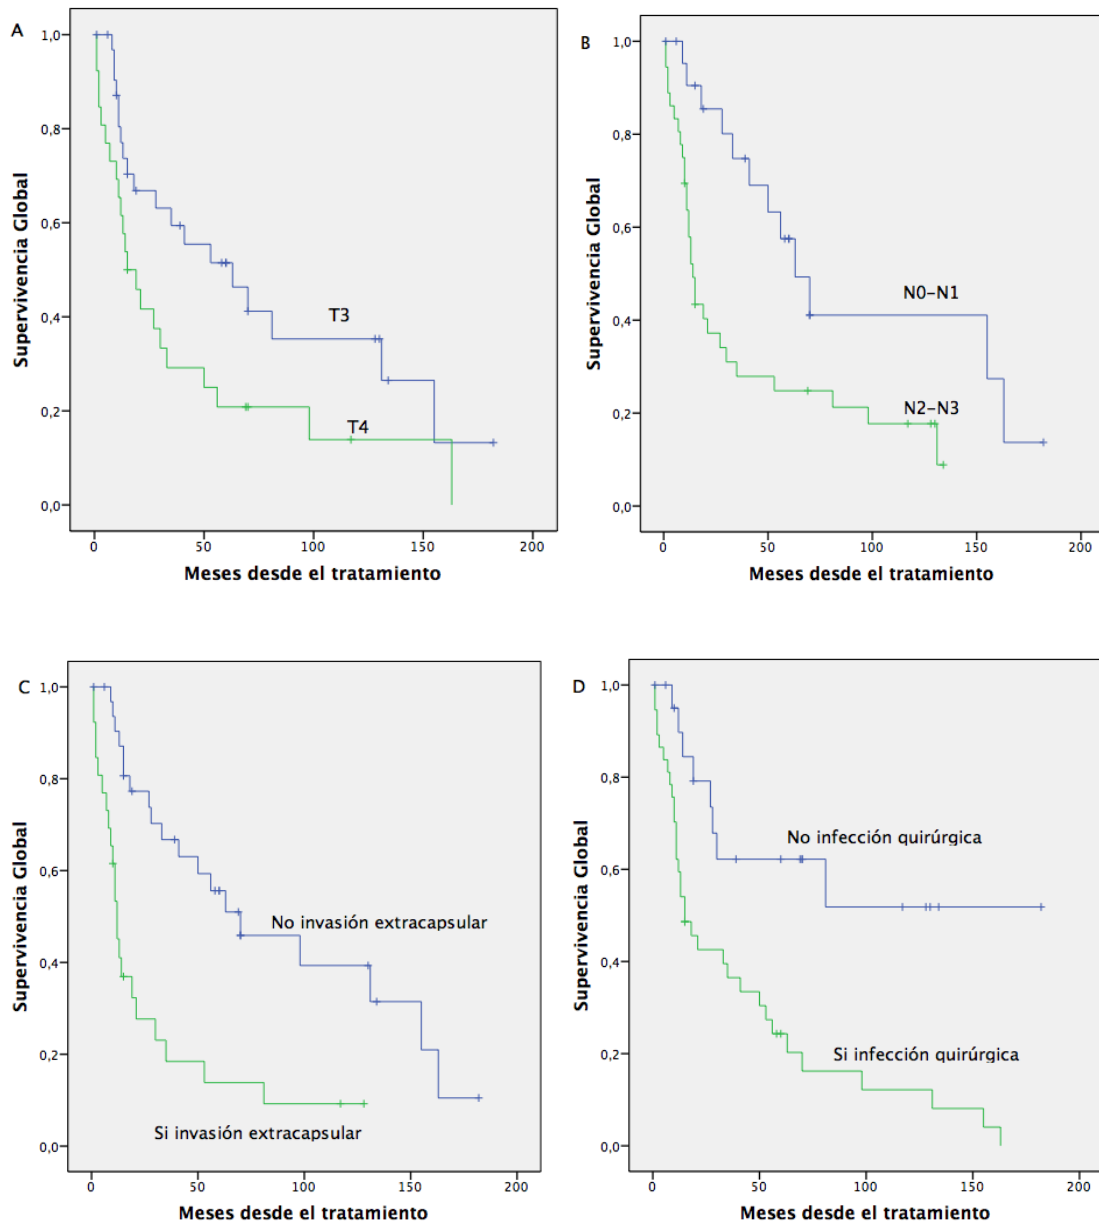 A
Supervivencia Global
1,0
0,8
0,6
0,4
0,2
0,0
T3
T4
0
50
100
150
200
Meses desde el tratamiento
B
Supervivencia Global
1,0
0,8
0,6
0,4
0,2
0,0
N0-N1
N2-N3
0
50
100
150
200
Meses desde el tratamiento
C
Supervivencia Global
1,0
0,8
0,6
0,4
0,2
0,0
No invasión extracapsular
Si invasión extracapsular
0
50
100
150
200
Meses desde el tratamiento
D
Supervivencia Global
1,0
0,8
0,6
0,4
0,2
0,0
No infección quirúrgica
Si infección quirúrgica
0
50
100
150
200
Meses desde el tratamiento